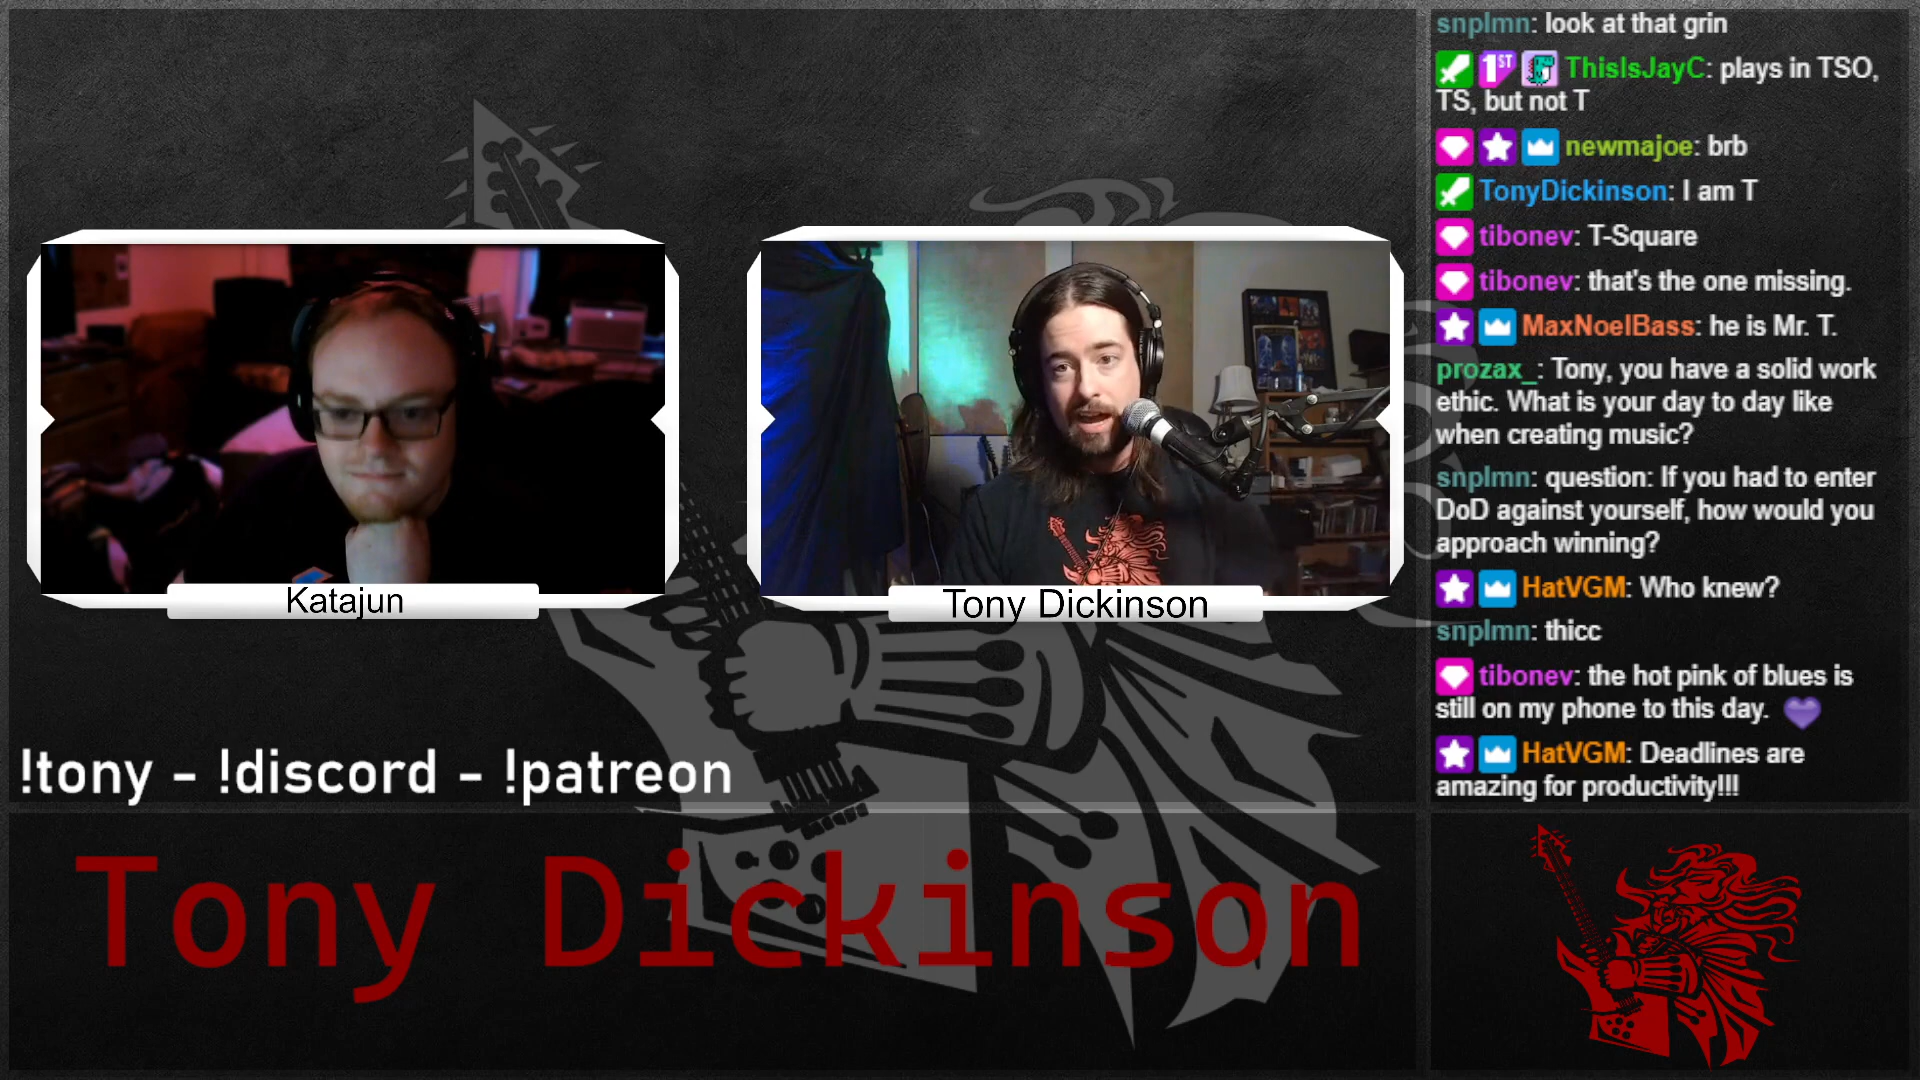 Katajun
Tony Dickinson
!tony - !discord - !patreon
Tony Dickinson
snplmn: look at that grin
1ST ThisIsJayC: plays in TSO,
TS, but not T
newmajoe: brb
TonyDickinson: I am T
tibonev: T-Square
tibonev: that's the one missing.
MaxNoelBass: he is Mr. T.
prozax_: Tony, you have a solid work
ethic. What is your day to day like
when creating music?
snplmn: question: If you had to enter
DoD against yourself, how would you
approach winning?
HatVGM: Who knew?
snplmn: thicc
tibonev: the hot pink of blues is
still on my phone to this day. 💜
HatVGM: Deadlines are
amazing for productivity!!!